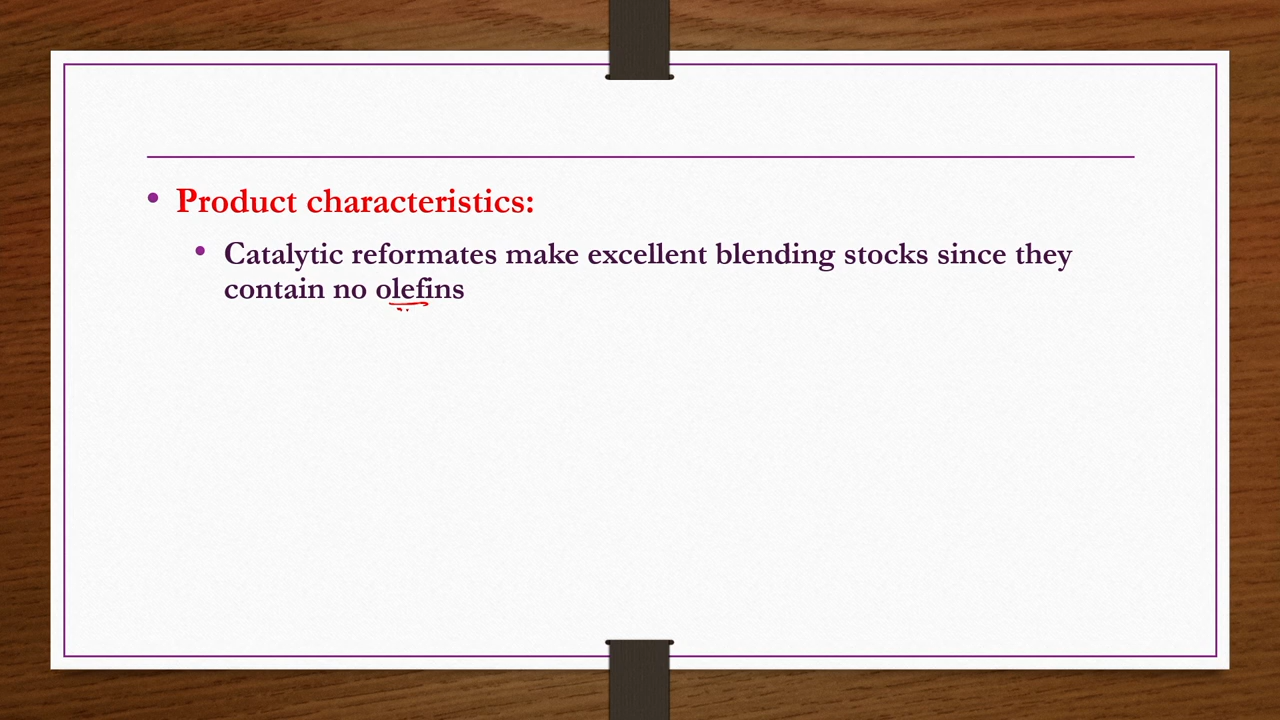 Product characteristics:
Catalytic reformates make excellent blending stocks since they
contain no olefins